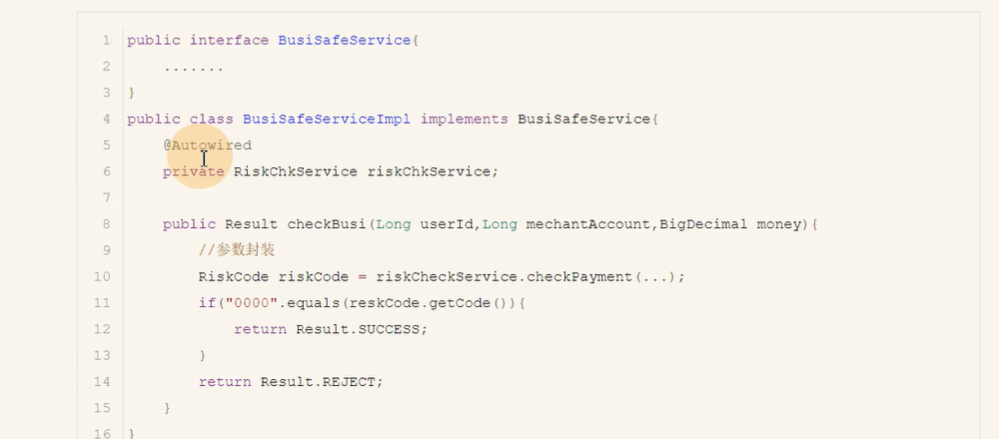 1 public interface BusiSafeService{
2 .......
3 }
4 public class BusiSafeServiceImpl implements BusiSafeService{
5 @Autowired
6 private RiskChkService riskChkService;
7
8 public Result checkBusi(Long userId,Long mechantAccount,BigDecimal money){
9 //参数封装
10 RiskCode riskCode = riskCheckService.checkPayment(...);
11 if("0000".equals(reskCode.getCode()){
12 return Result.SUCCESS;
13 }
14 return Result.REJECT;
15 }
16 }